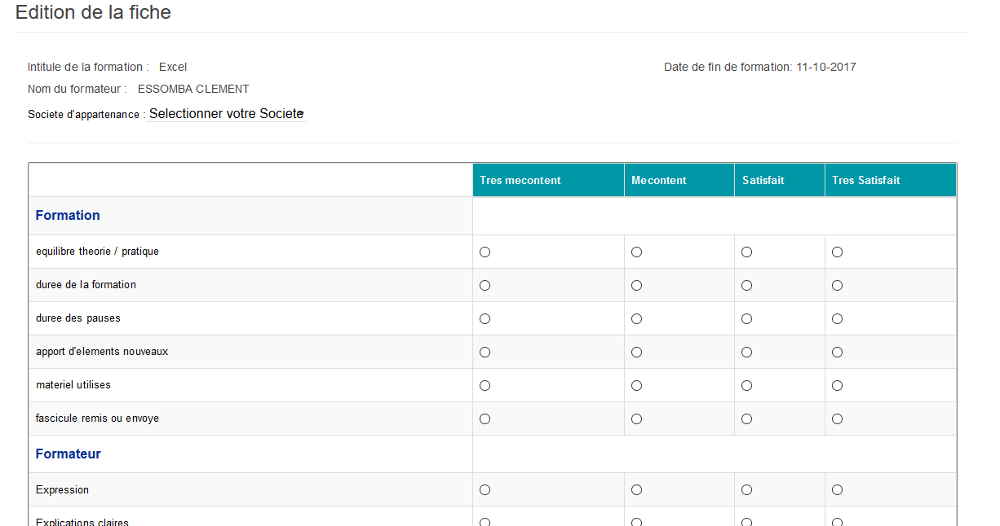 Edition de la fiche
Intitule de la formation : Excel
Date de fin de formation: 11-10-2017
Nom du formateur : ESSOMBA CLEMENT
Societe d'appartenance : Selectionner votre Societe
Tres mecontent Mecontent Satisfait Tres Satisfait
Formation
equilibre theorie / pratique
duree de la formation
duree des pauses
apport d'elements nouveaux
materiel utilises
fascicule remis ou envoye
Formateur
Expression
Explications claires